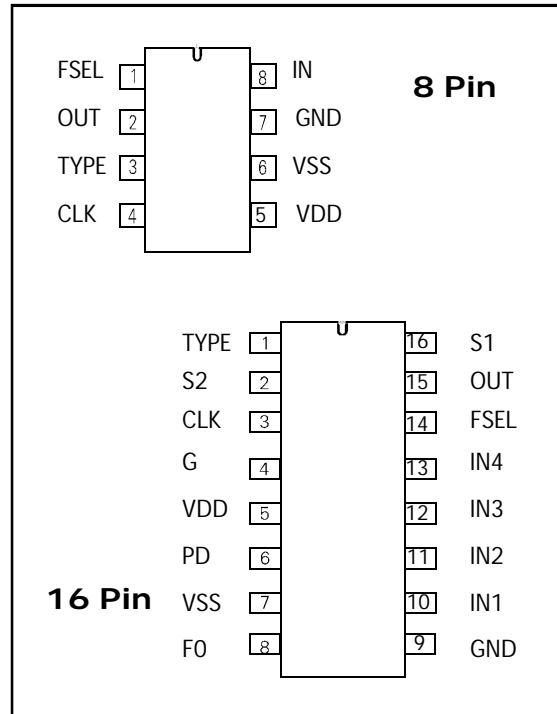 FSEL 1 8 IN
8 Pin
OUT 2 7 GND
TYPE 3 6 VSS
CLK 4 5 VDD
TYPE 1 16 S1
S2 2 15 OUT
CLK 3 14 FSEL
G 4 13 IN4
VDD 5 12 IN3
PD 6 11 IN2
16 Pin
VSS 7 10 IN1
F0 8 9 GND